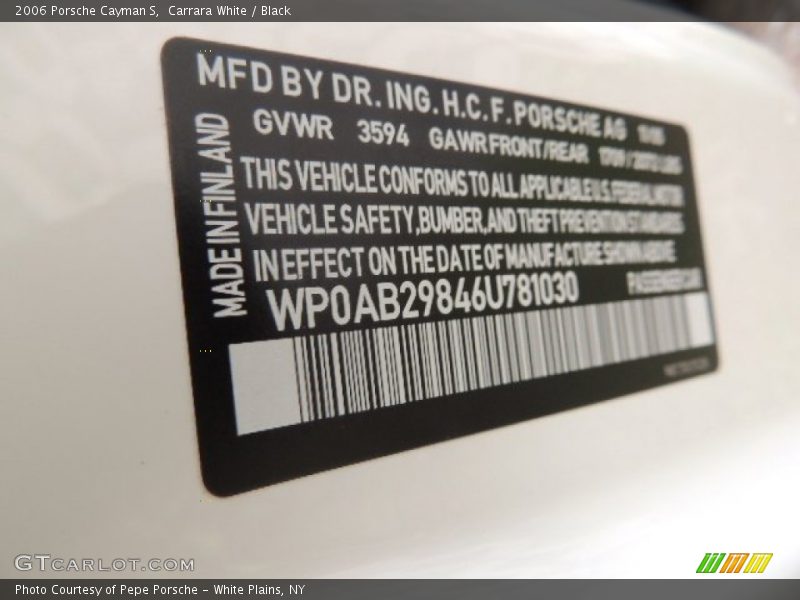 2006 Porsche Cayman S,  Carrara White / Black
MFD BY DR. ING. H.C. F. PORSCHE AG
GVWR 3594 GAWR FRONT/REAR
THIS VEHICLE CONFORMS TO ALL APPLICABLE U.S. FEDERAL MOTOR
VEHICLE SAFETY, BUMBER, AND THEFT PREVENTION STANDARDS
IN EFFECT ON THE DATE OF MANUFACTURE SHOWN ABOVE
WP0AB29846U781030 PASSENGER CAR
MADE IN FINLAND
GTCARLOT.COM
Photo Courtesy of Pepe Porsche – White Plains, NY